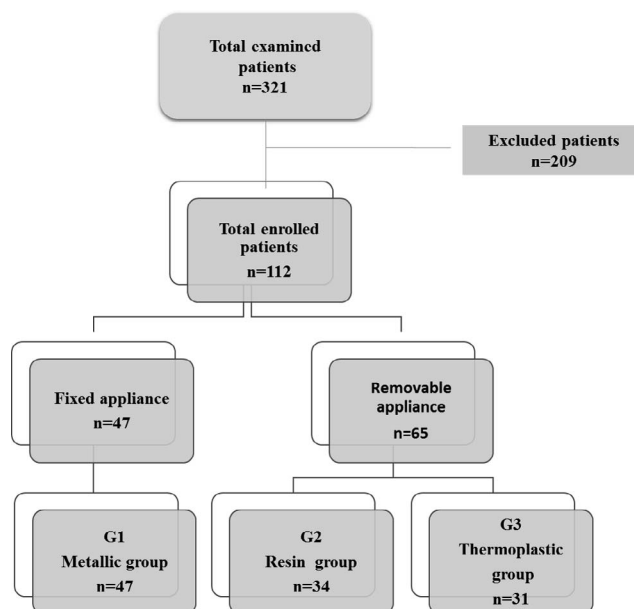 Total examined
patients
n=321
Excluded patients
n=209
Total enrolled
patients
n=112
Fixed appliance
n=47
Removable
appliance
n=65
G1
Metallic group
n=47
G2
Resin group
n=34
G3
Thermoplastic
group
n=31